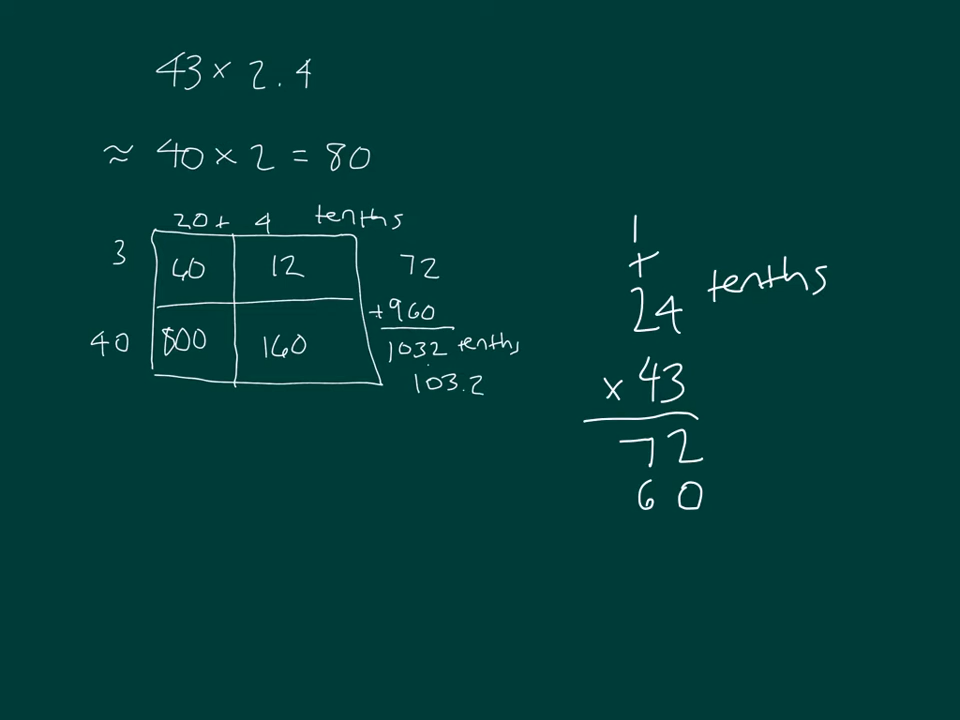 43 × 2.4
≈ 40 × 2 = 80
20 + 4 tenths
3 60 12 72
40 800 160 +960
1032 tenths
103.2
1
+
24 tenths
× 43
72
60